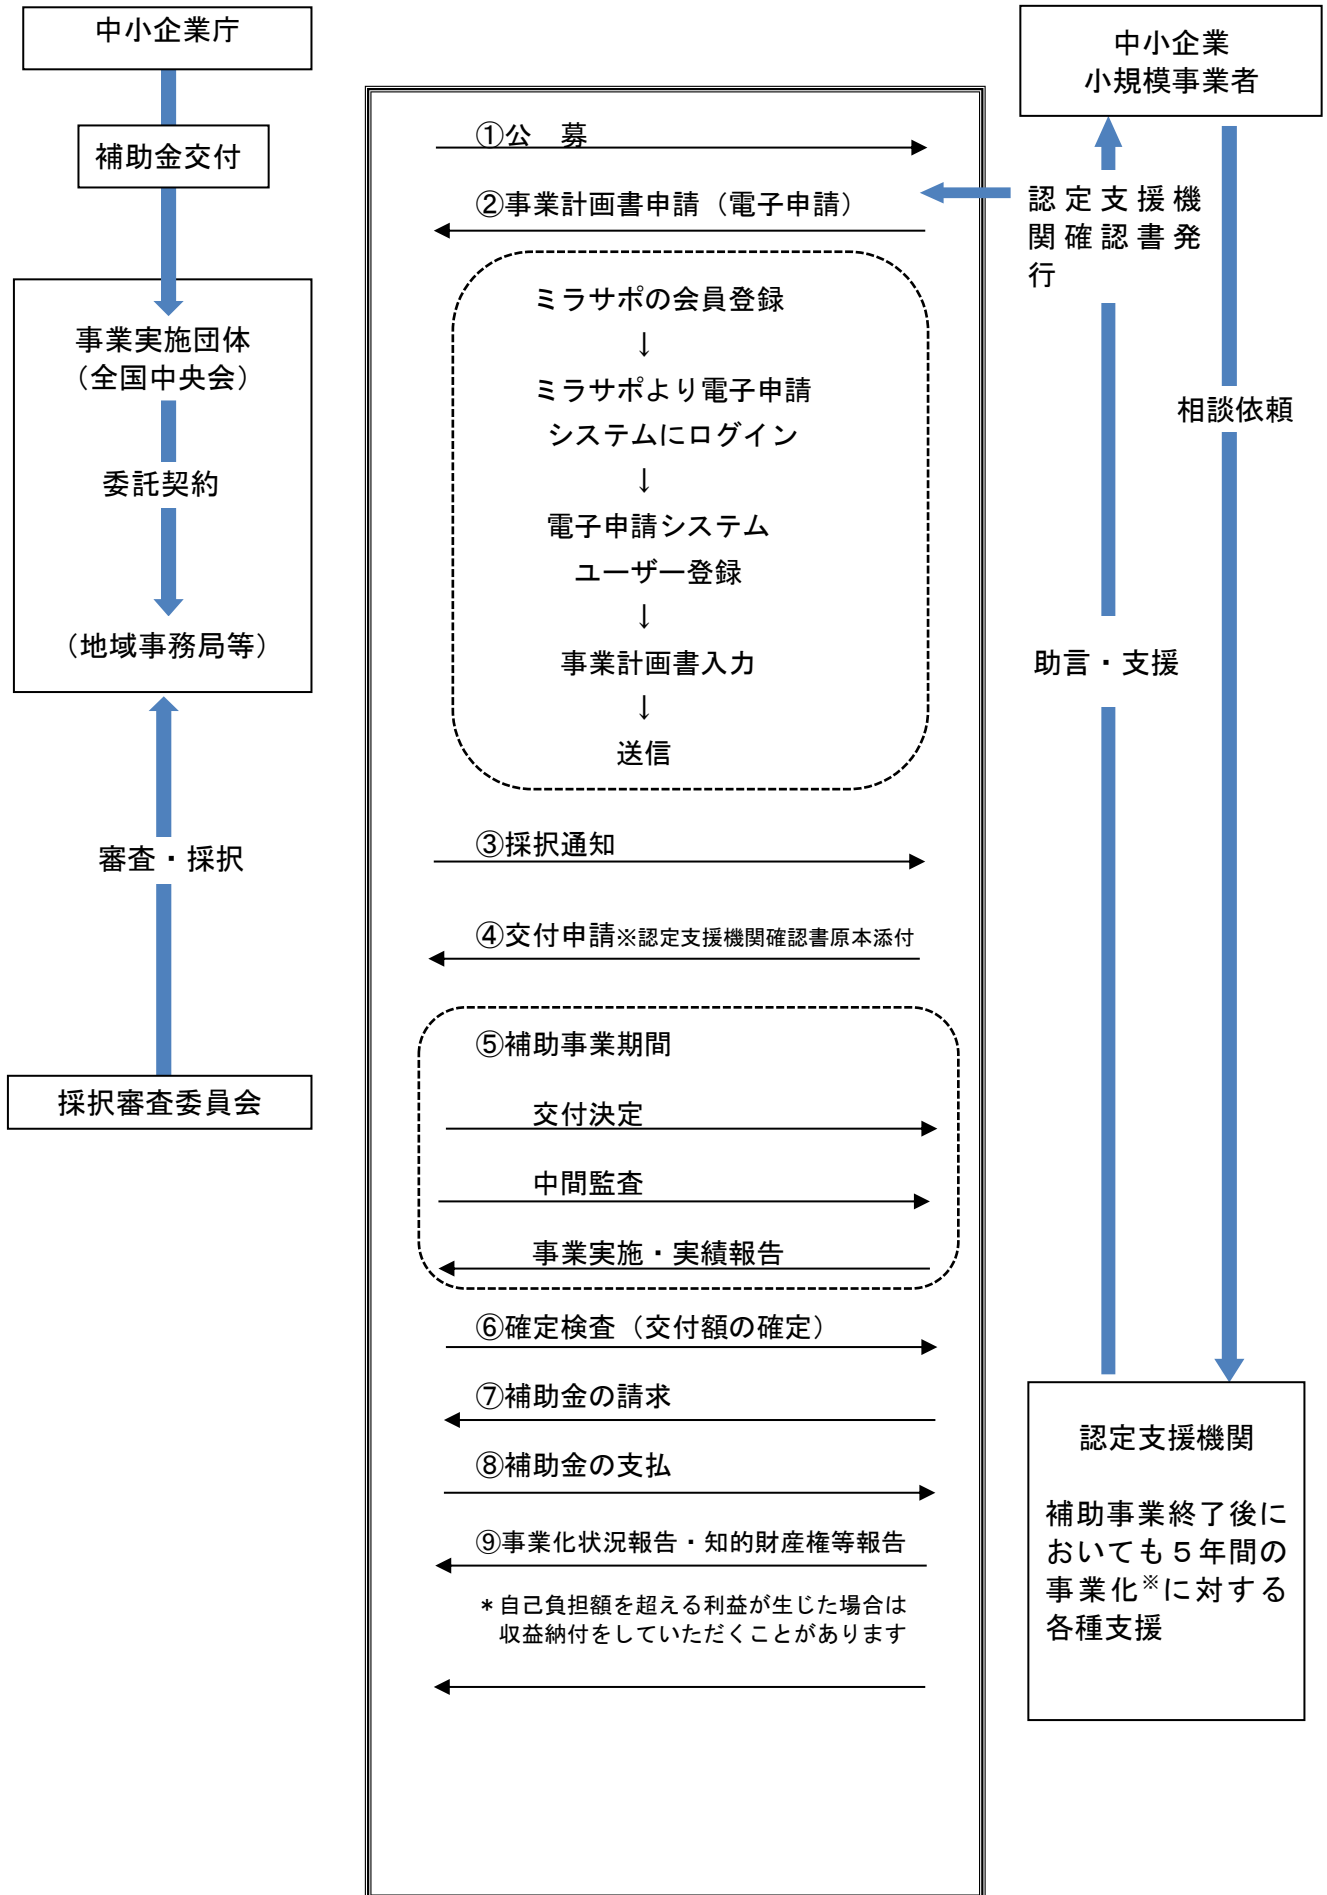 中小企業庁
補助金交付
事業実施団体
（全国中央会）
委託契約
（地域事務局等）
審査・採択
採択審査委員会
①公　募
②事業計画書申請（電子申請）
ミラサポの会員登録
↓
ミラサポより電子申請
システムにログイン
↓
電子申請システム
ユーザー登録
↓
事業計画書入力
↓
送信
③採択通知
④交付申請※認定支援機関確認書原本添付
⑤補助事業期間
交付決定
中間監査
事業実施・実績報告
⑥確定検査（交付額の確定）
⑦補助金の請求
⑧補助金の支払
⑨事業化状況報告・知的財産権等報告
＊自己負担額を超える利益が生じた場合は
収益納付をしていただくことがあります
中小企業
小規模事業者
認定支援機
関確認書発
行
相談依頼
助言・支援
認定支援機関
補助事業終了後に
おいても５年間の
事業化※に対する
各種支援